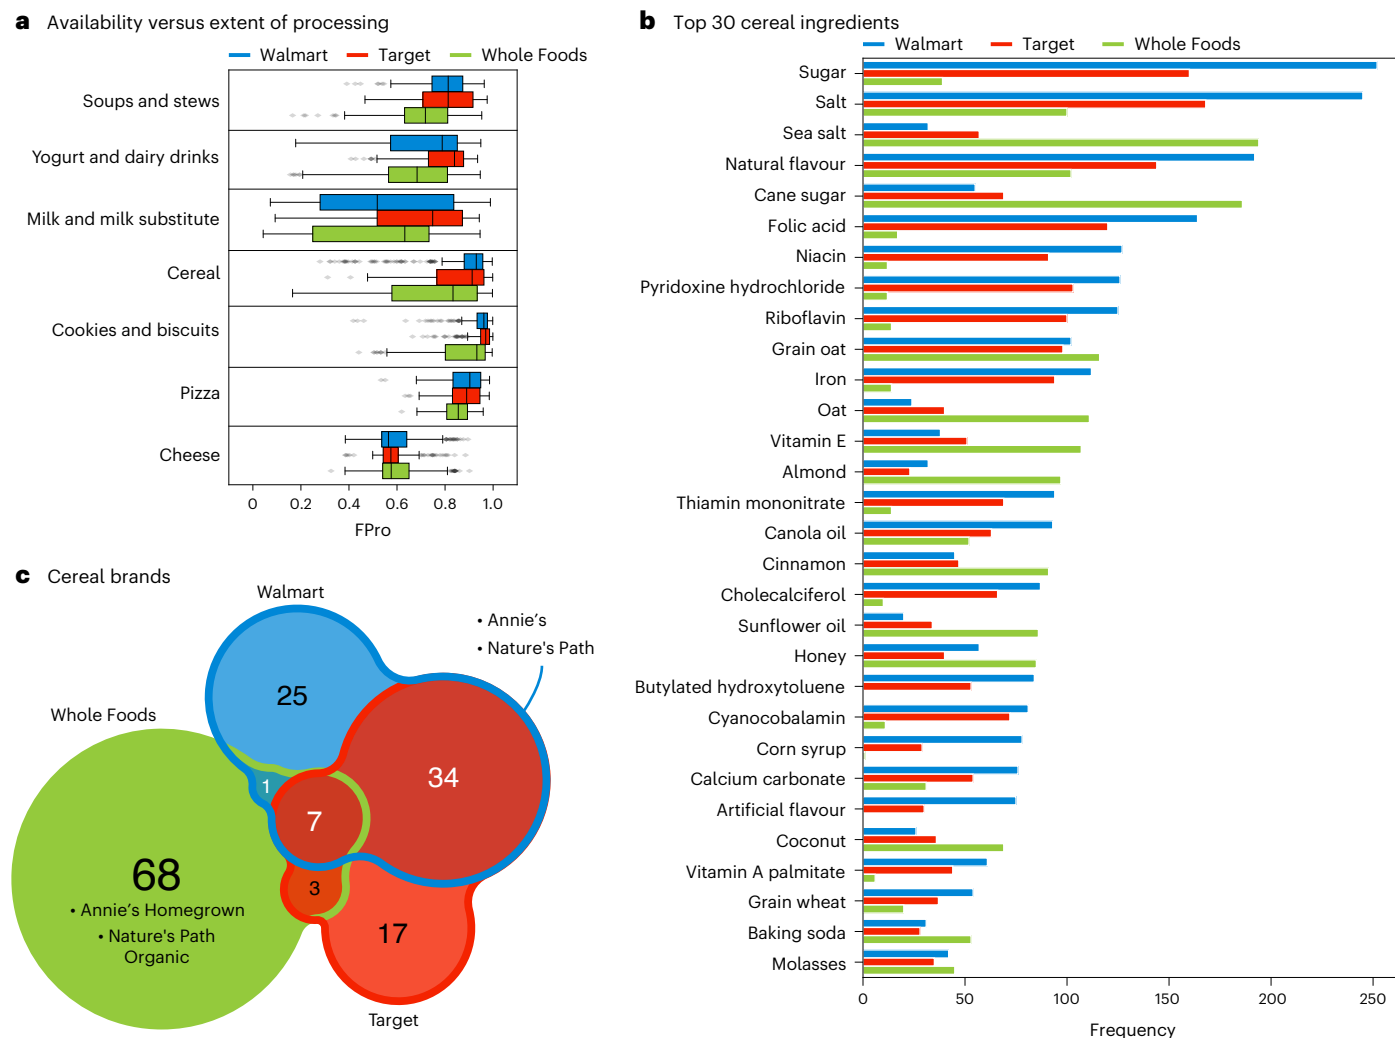 a Availability versus extent of processing
Walmart Target Whole Foods
Soups and stews
Yogurt and dairy drinks
Milk and milk substitute
Cereal
Cookies and biscuits
Pizza
Cheese
0 0.2 0.4 0.6 0.8 1.0
FPro
b Top 30 cereal ingredients
Walmart Target Whole Foods
Sugar
Salt
Sea salt
Natural flavour
Cane sugar
Folic acid
Niacin
Pyridoxine hydrochloride
Riboflavin
Grain oat
Iron
Oat
Vitamin E
Almond
Thiamin mononitrate
Canola oil
Cinnamon
Cholecalciferol
Sunflower oil
Honey
Butylated hydroxytoluene
Cyanocobalamin
Corn syrup
Calcium carbonate
Artificial flavour
Coconut
Vitamin A palmitate
Grain wheat
Baking soda
Molasses
0 50 100 150 200 250
Frequency
c Cereal brands
Walmart
• Annie’s
• Nature's Path
25
Whole Foods
34
1
7
68
3
• Annie’s Homegrown
• Nature's Path
Organic
17
Target